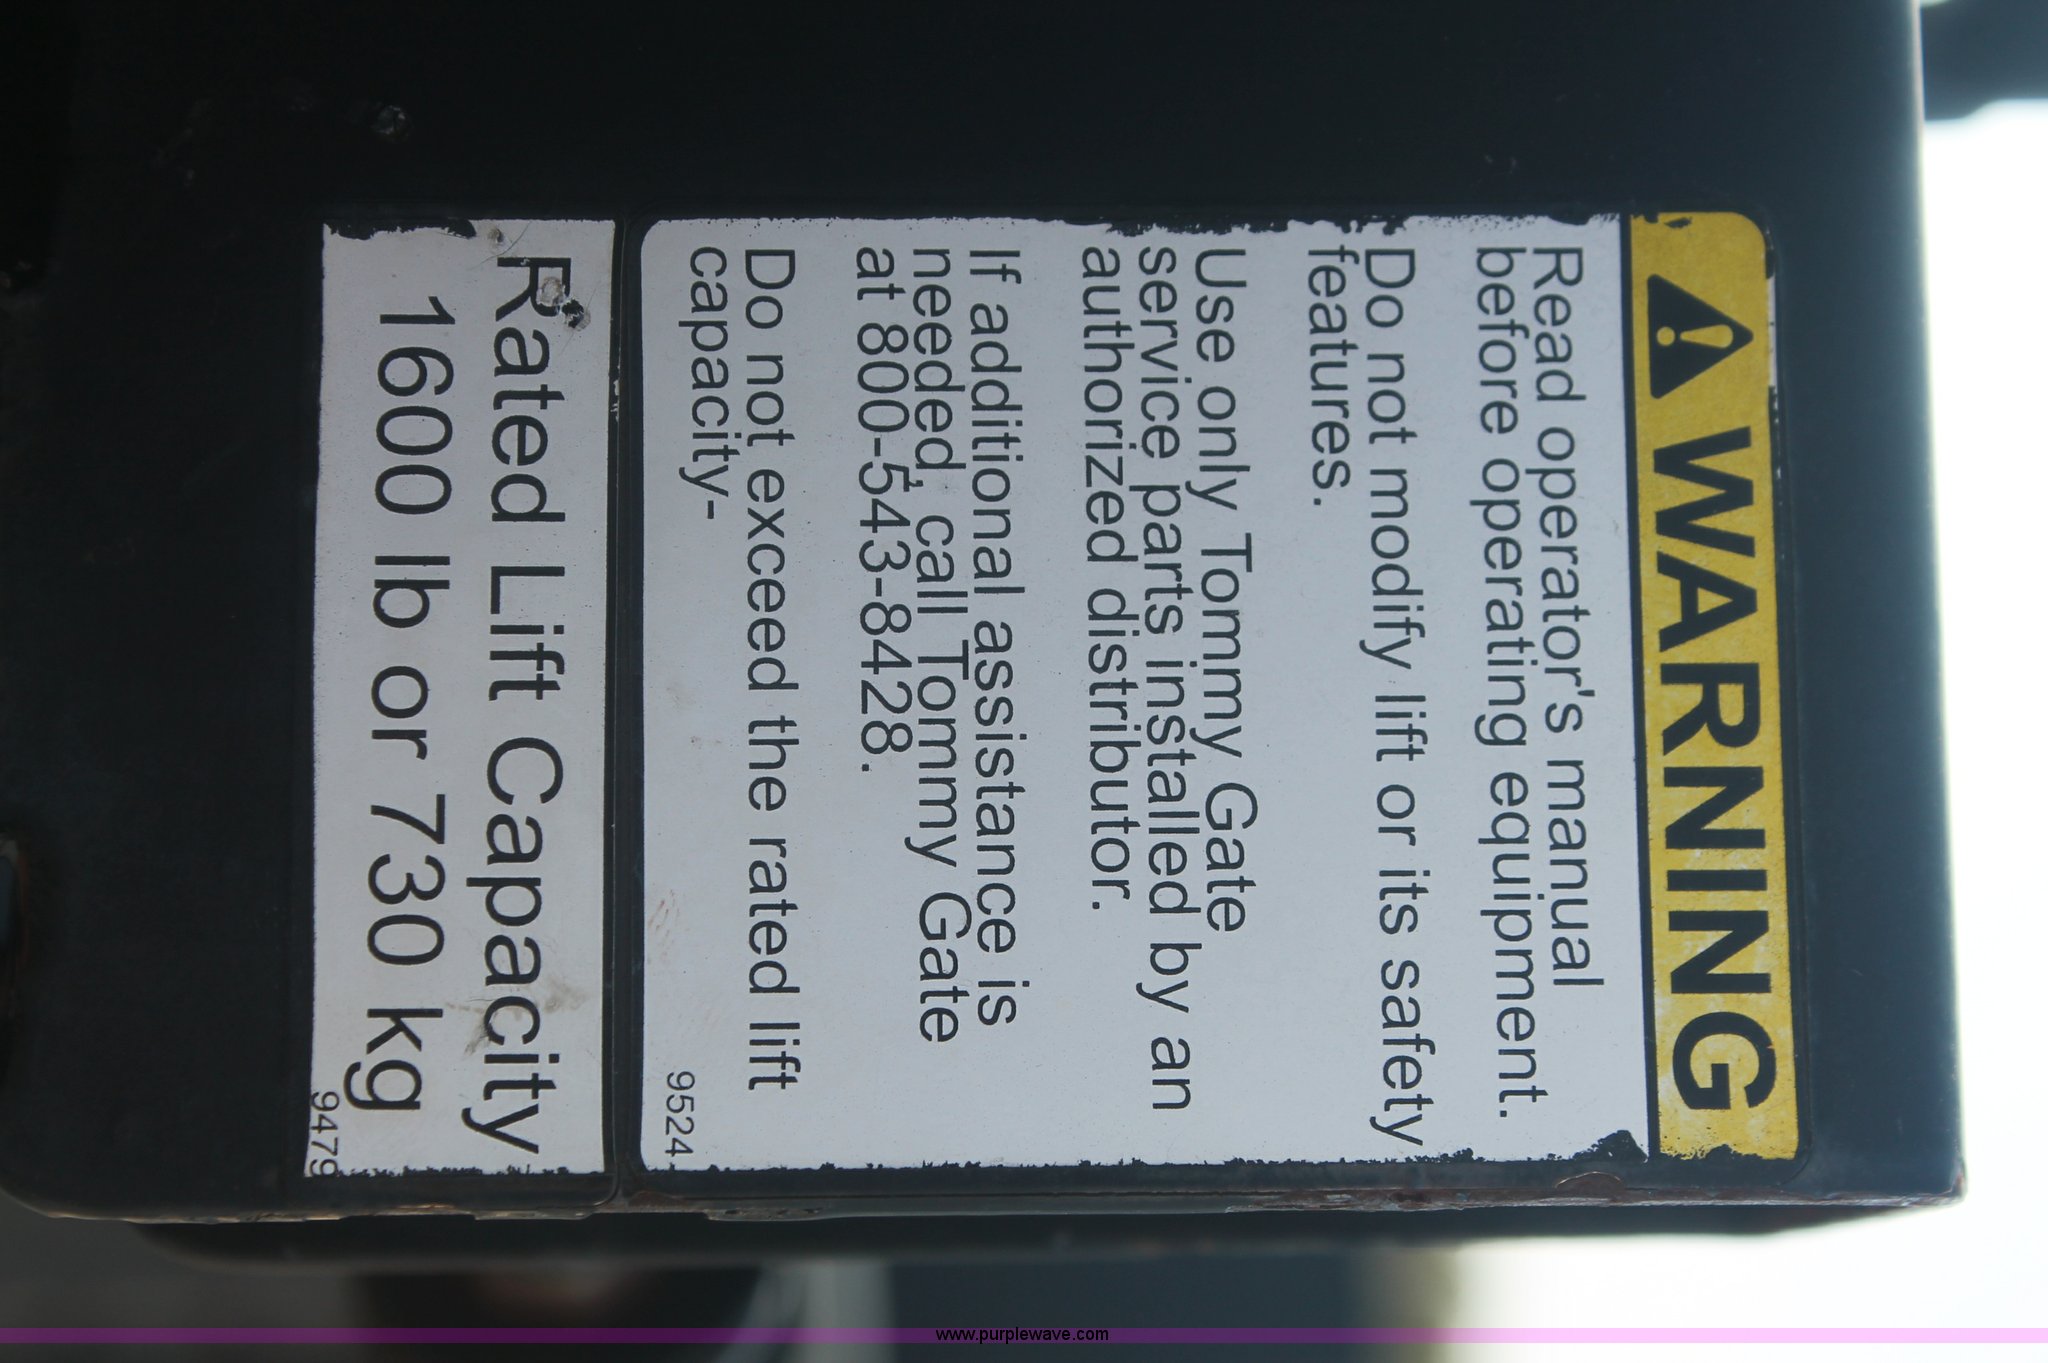 WARNING
Read operator's manual
before operating equipment.
Do not modify lift or its safety
features.
Use only Tommy Gate
service parts installed by an
authorized distributor.
If additional assistance is
needed, call Tommy Gate
at 800-543-8428.
Do not exceed the rated lift
capacity-
9524
Rated Lift Capacity
1600 lb or 730 kg
9479
www.purplewave.com